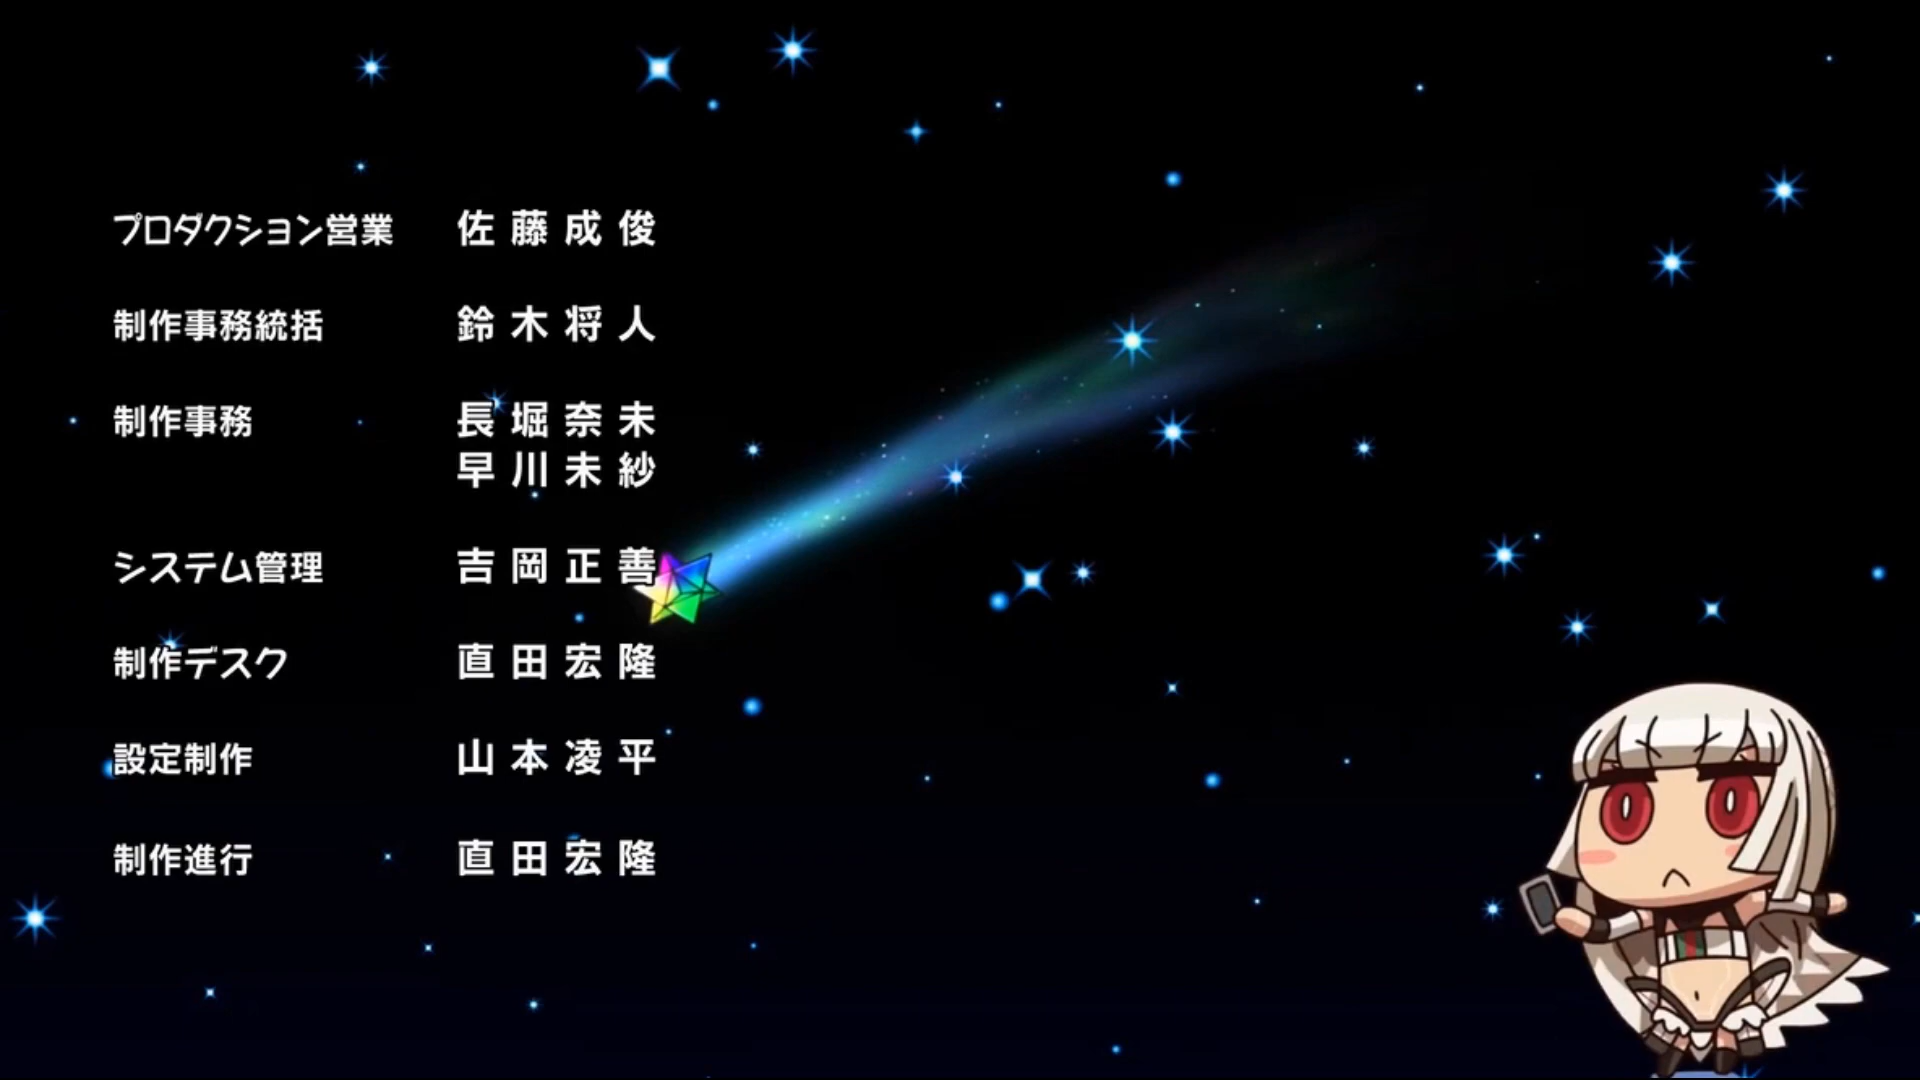 プロダクション営業 佐藤成俊
制作事務統括 鈴木将人
制作事務 長堀奈未
早川未紗
システム管理 吉岡正善
制作デスク 直田宏隆
設定制作 山本凌平
制作進行 直田宏隆